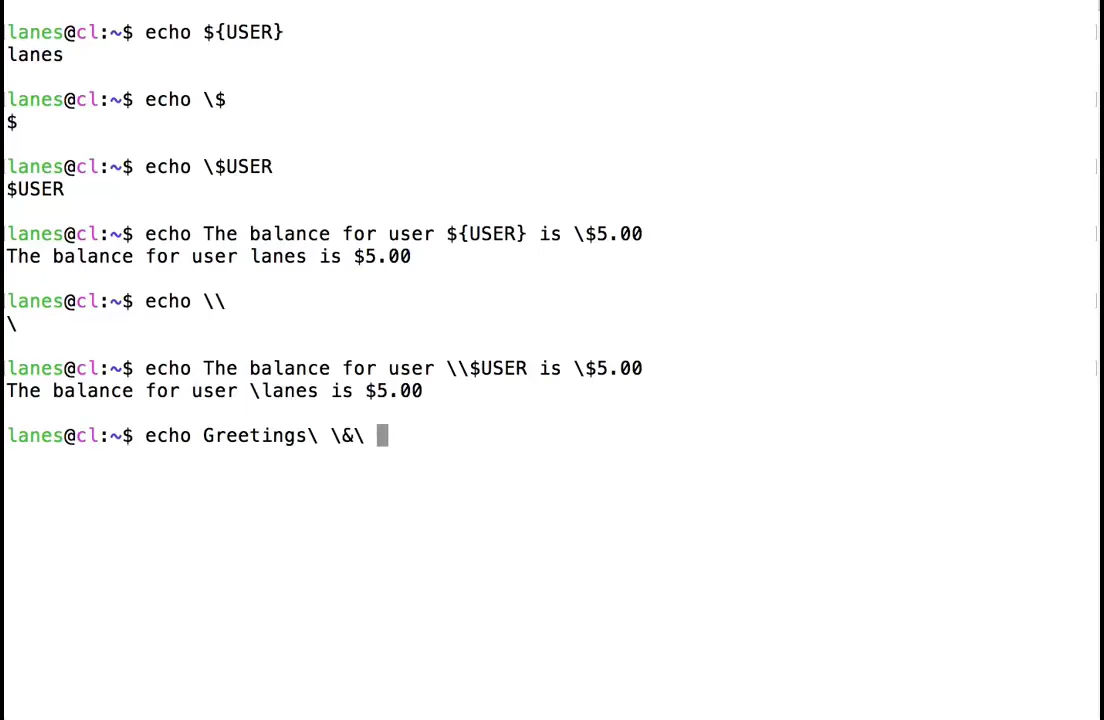 lanes@cl:~$ echo ${USER}
lanes
lanes@cl:~$ echo \$
$
lanes@cl:~$ echo \$USER
$USER
lanes@cl:~$ echo The balance for user ${USER} is \$5.00
The balance for user lanes is $5.00
lanes@cl:~$ echo \\
\
lanes@cl:~$ echo The balance for user \\$USER is \$5.00
The balance for user \lanes is $5.00
lanes@cl:~$ echo Greetings\ \&\